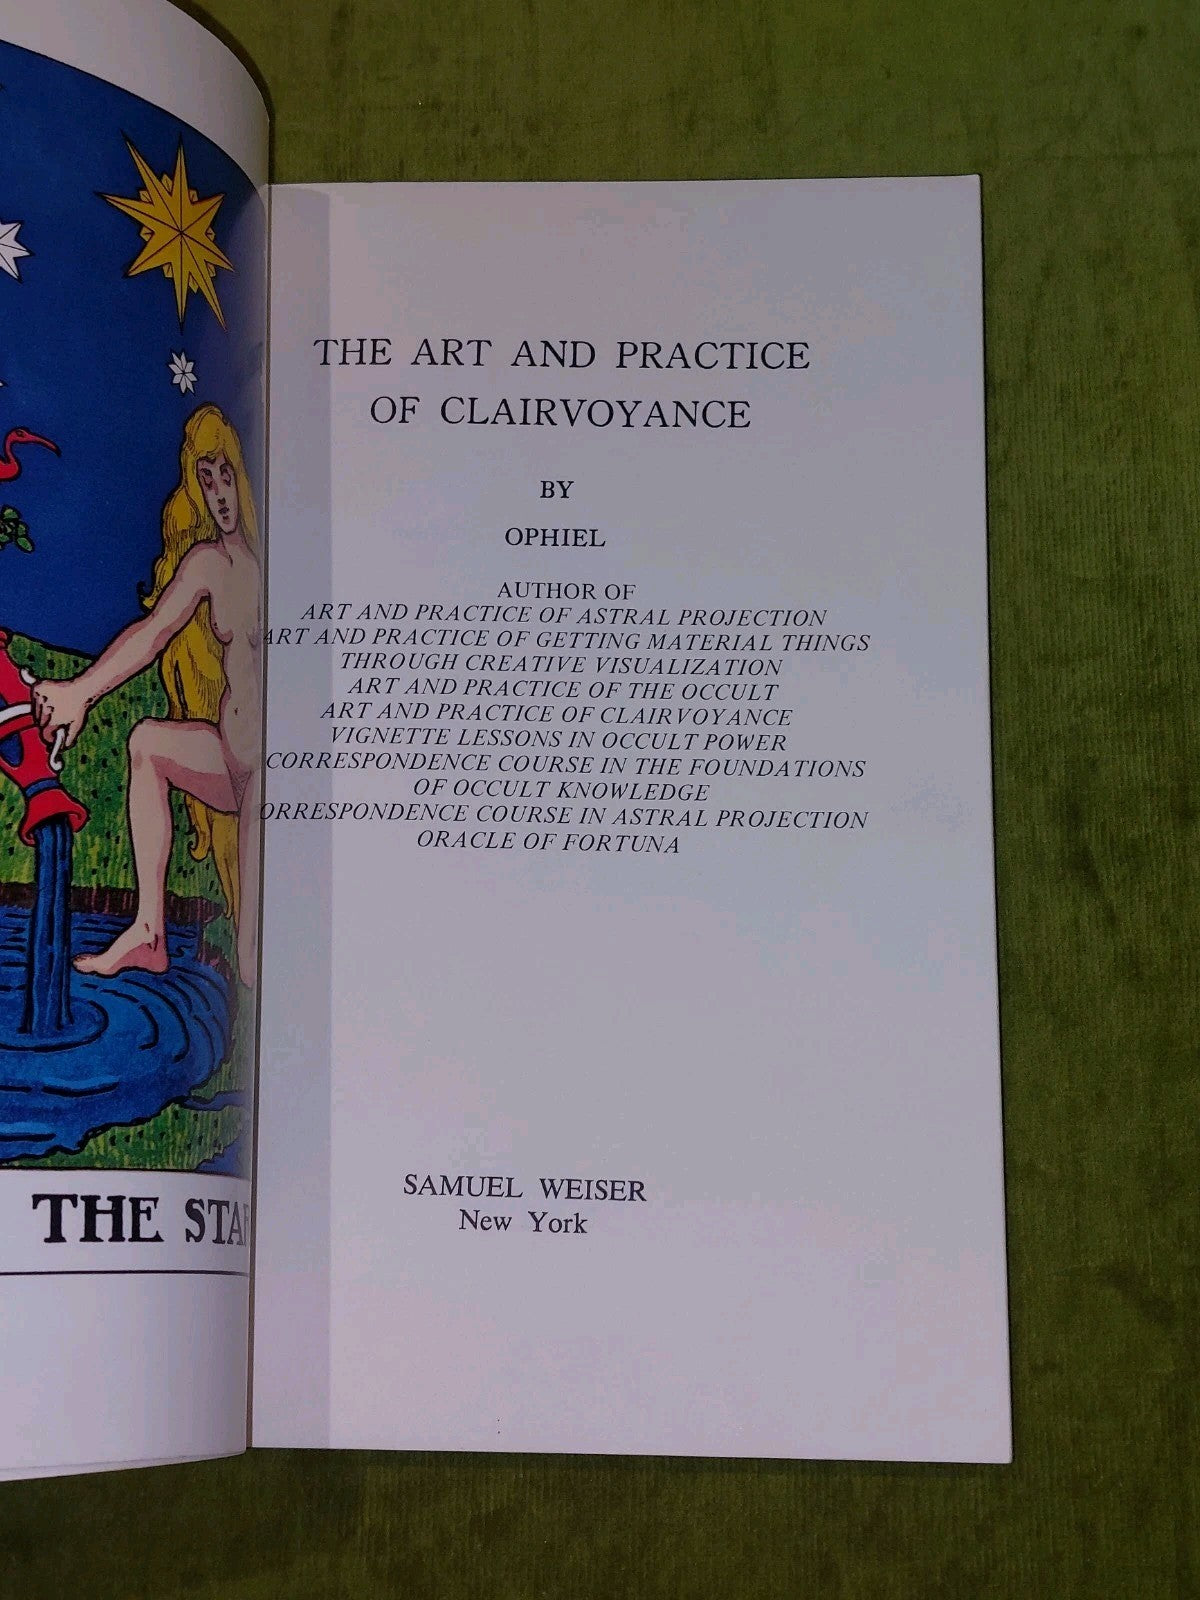 THE STAR
THE ART AND PRACTICE
OF CLAIRVOYANCE
BY
OPHIEL
AUTHOR OF
ART AND PRACTICE OF ASTRAL PROJECTION
ART AND PRACTICE OF GETTING MATERIAL THINGS
THROUGH CREATIVE VISUALIZATION
ART AND PRACTICE OF THE OCCULT
ART AND PRACTICE OF CLAIRVOYANCE
VIGNETTE LESSONS IN OCCULT POWER
CORRESPONDENCE COURSE IN THE FOUNDATIONS
OF OCCULT KNOWLEDGE
ORRESPONDENCE COURSE IN ASTRAL PROJECTION
ORACLE OF FORTUNA
SAMUEL WEISER
New York